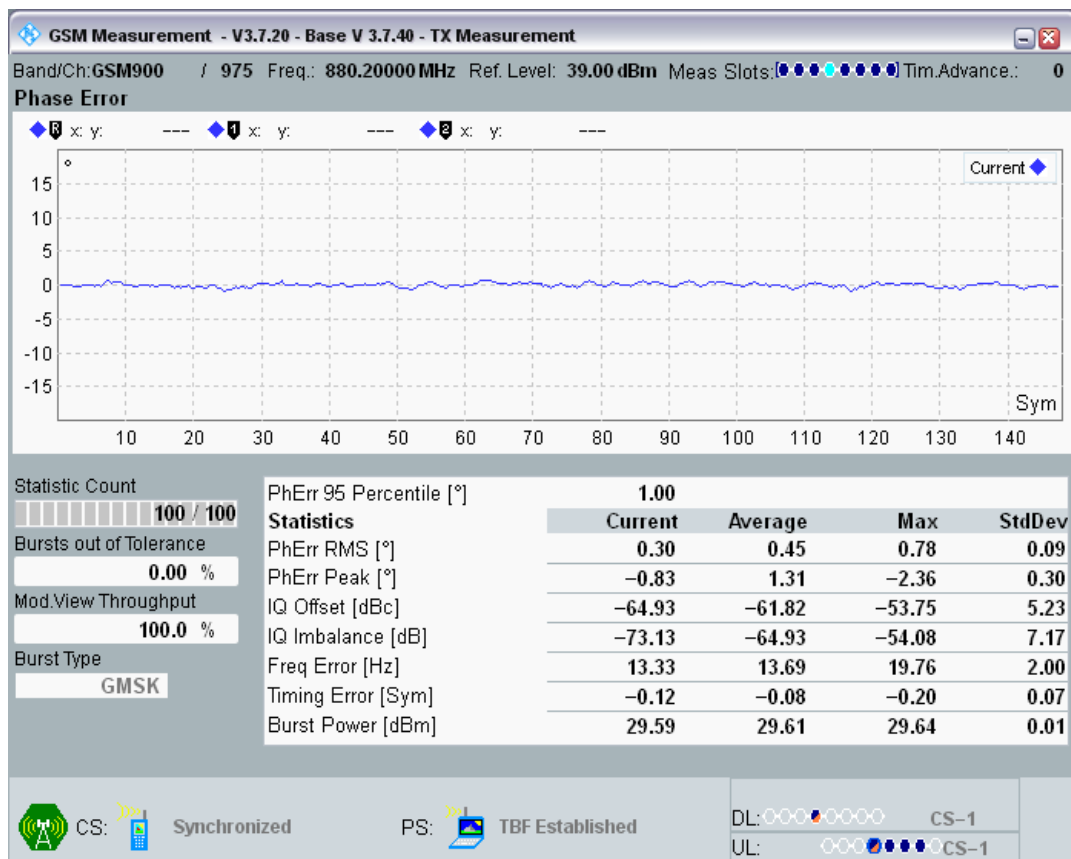 GSM Measurement - V3.7.20 - Base V 3.7.40 - TX Measurement
Band/Ch:GSM900 / 975 Freq.: 880.20000 MHz Ref. Level: 39.00 dBm Meas Slots:[ ] Tim.Advance.: 0
Phase Error
R x: y: --- 1 x: y: --- 2 x: y: ---
°
Current
15
10
5
0
-5
-10
-15
Sym
10 20 30 40 50 60 70 80 90 100 110 120 130 140
Statistic Count
100 / 100
Bursts out of Tolerance
0.00 %
Mod.View Throughput
100.0 %
Burst Type
GMSK
PhErr 95 Percentile [°] 1.00
Statistics Current Average Max StdDev
PhErr RMS [°] 0.30 0.45 0.78 0.09
PhErr Peak [°] −0.83 1.31 −2.36 0.30
IQ Offset [dBc] −64.93 −61.82 −53.75 5.23
IQ Imbalance [dB] −73.13 −64.93 −54.08 7.17
Freq Error [Hz] 13.33 13.69 19.76 2.00
Timing Error [Sym] −0.12 −0.08 −0.20 0.07
Burst Power [dBm] 29.59 29.61 29.64 0.01
CS: Synchronized PS: TBF Established
DL: CS−1
UL: CS−1